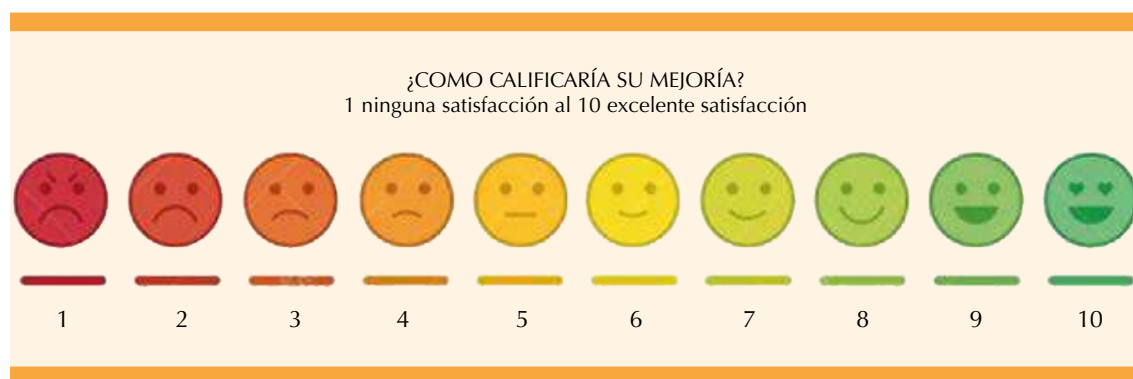 ¿COMO CALIFICARÍA SU MEJORÍA?
1 ninguna satisfacción al 10 excelente satisfacción
1 2 3 4 5 6 7 8 9 10